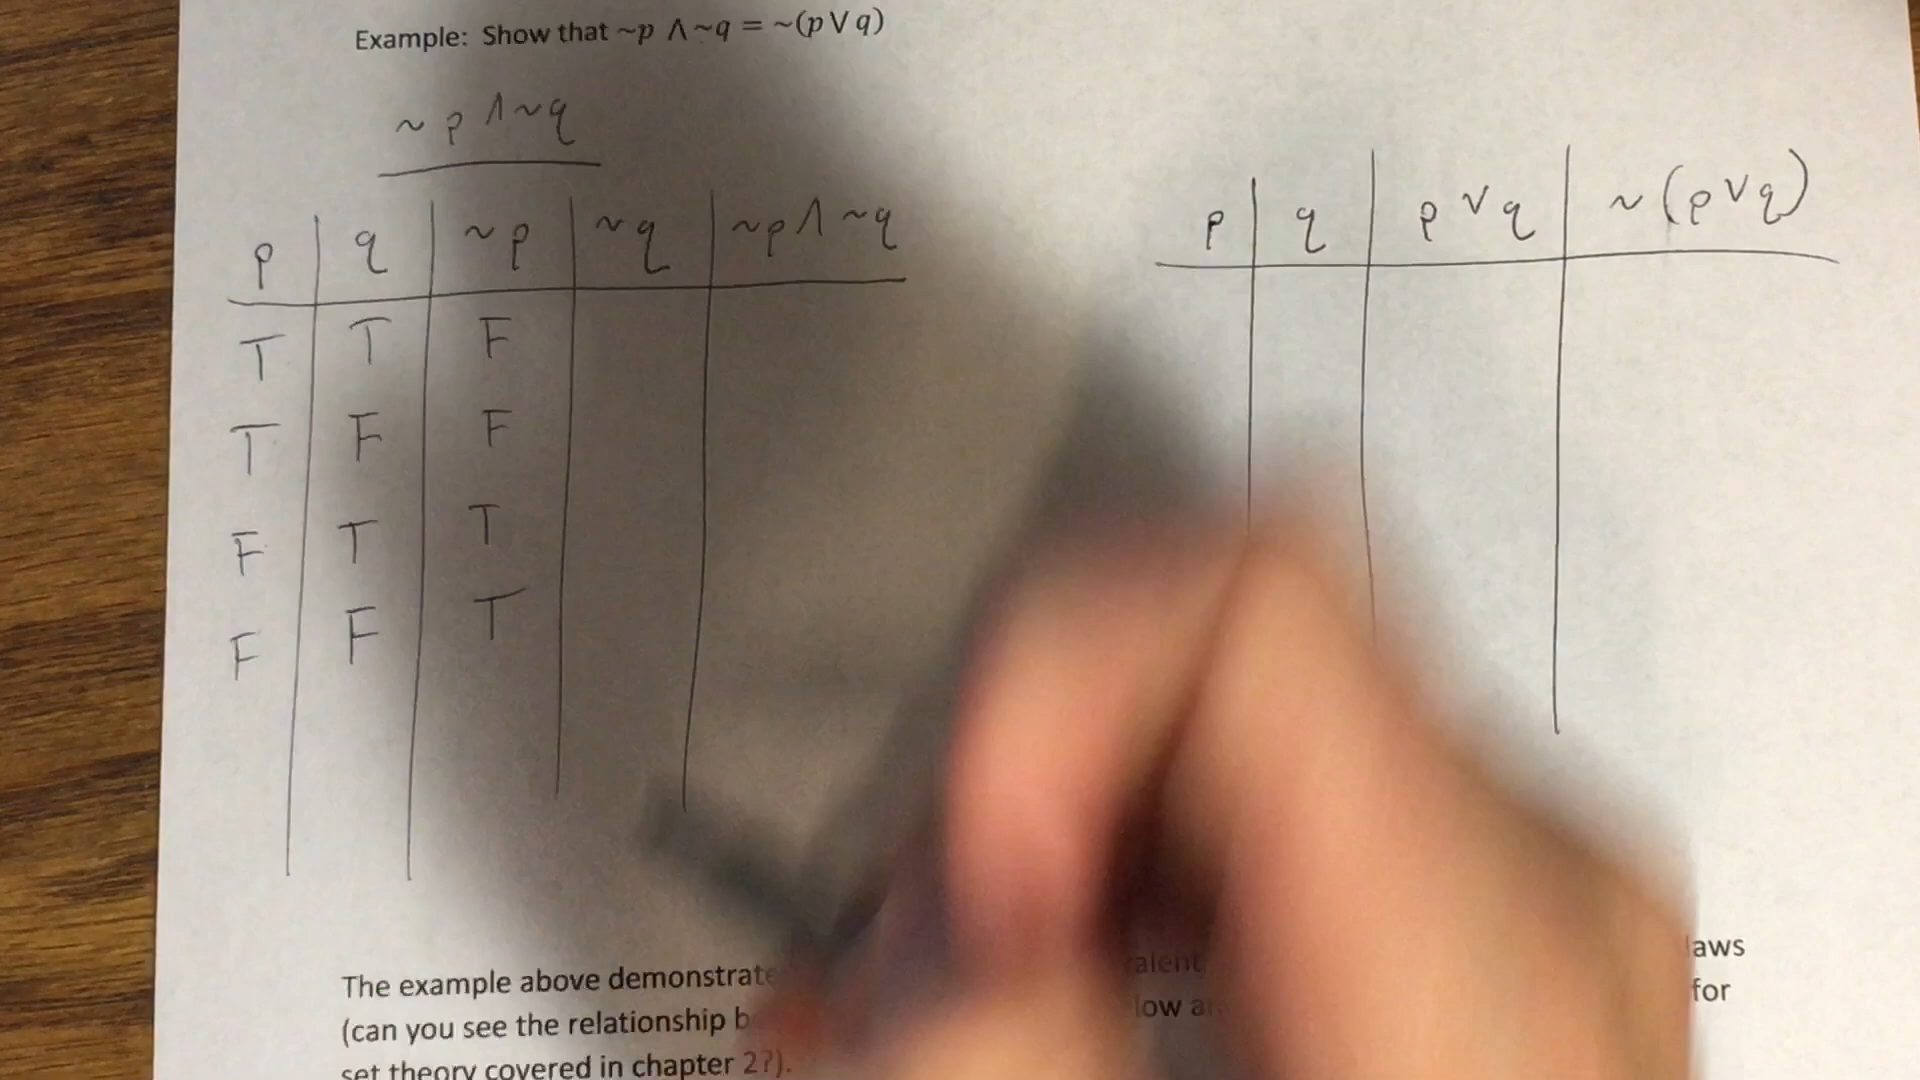 Example: Show that ~p ∧ ~q = ~(p ∨ q)
~p ∧ ~q
p q ~p ~q ~p ∧ ~q
T T F
T F F
F T T
F F T
p q p ∨ q ~(p ∨ q)
The example above demonstrate laws
(can you see the relationship for
set theory covered in chapter 2?).